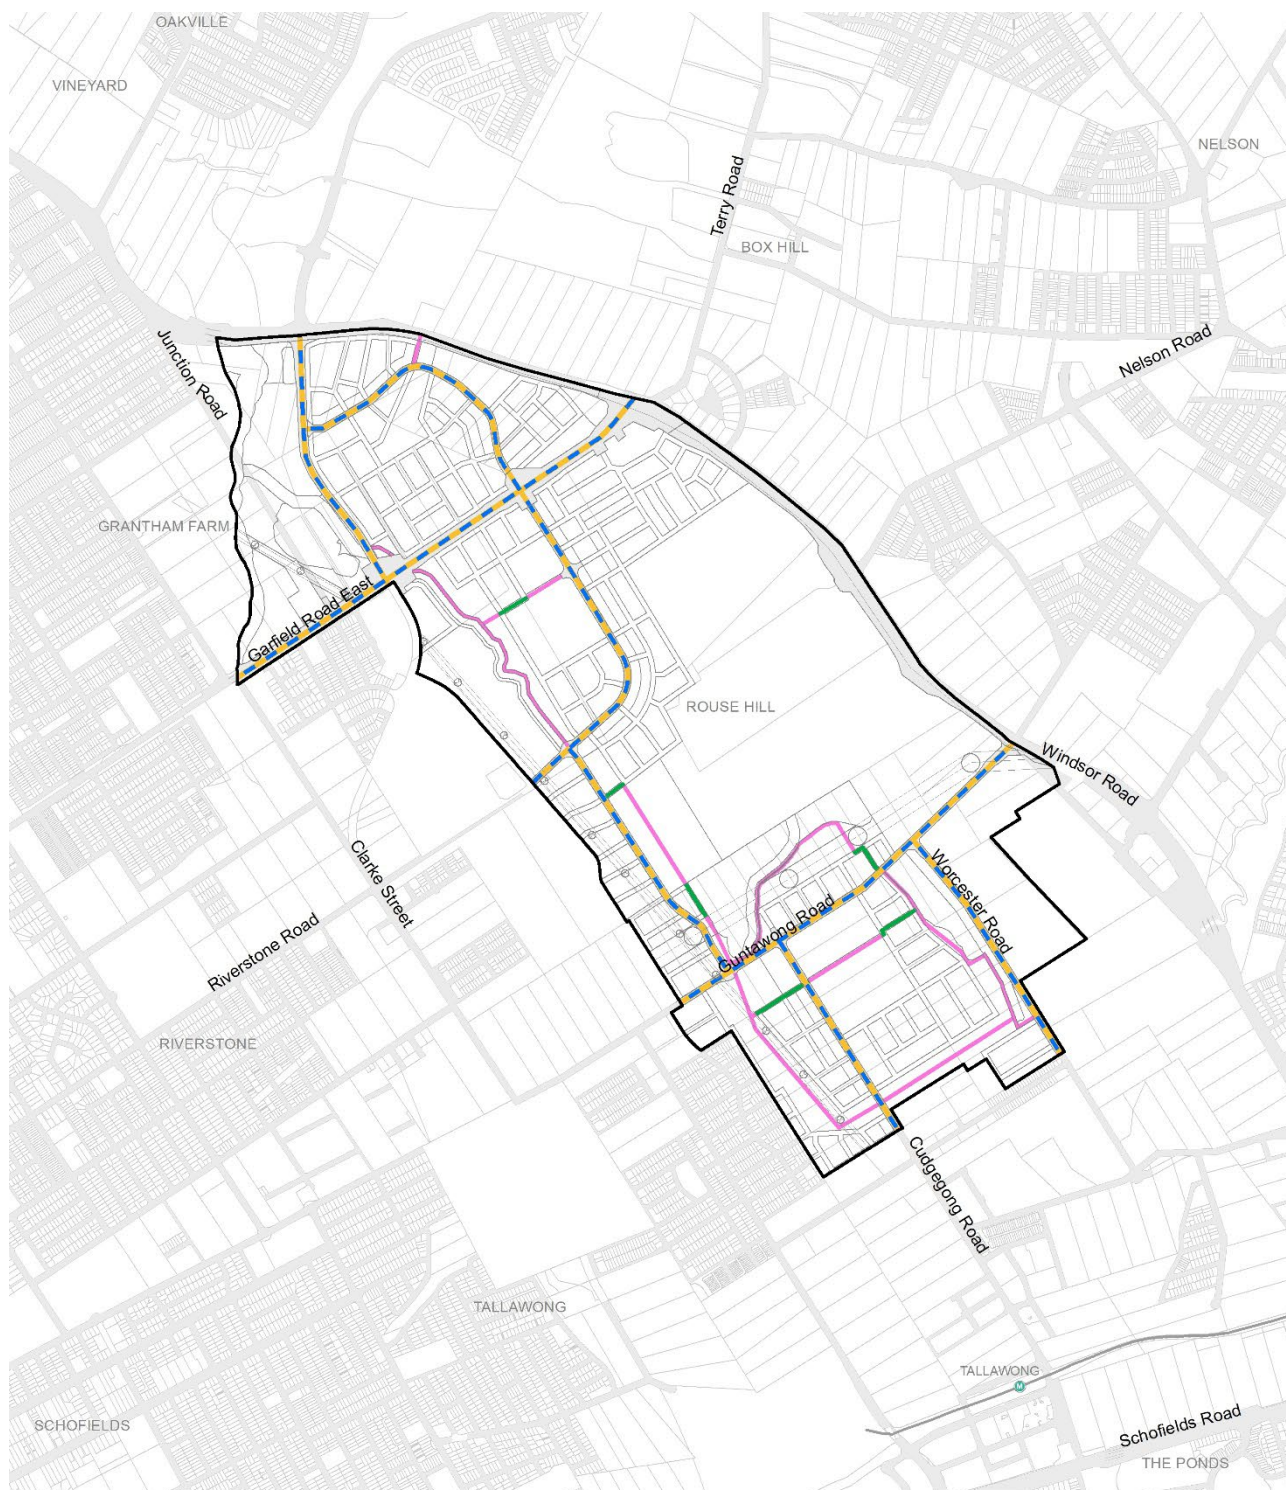 OAKVILLE
VINEYARD
NELSON
Terry Road
BOX HILL
Junction Road
Nelson Road
GRANTHAM FARM
Garfield Road East
ROUSE HILL
Windsor Road
Clarke Street
Worcester Road
Guntawong Road
Riverstone Road
RIVERSTONE
Cudgegong Road
TALLAWONG
TALLAWONG
M
SCHOFIELDS
Schofields Road
THE PONDS